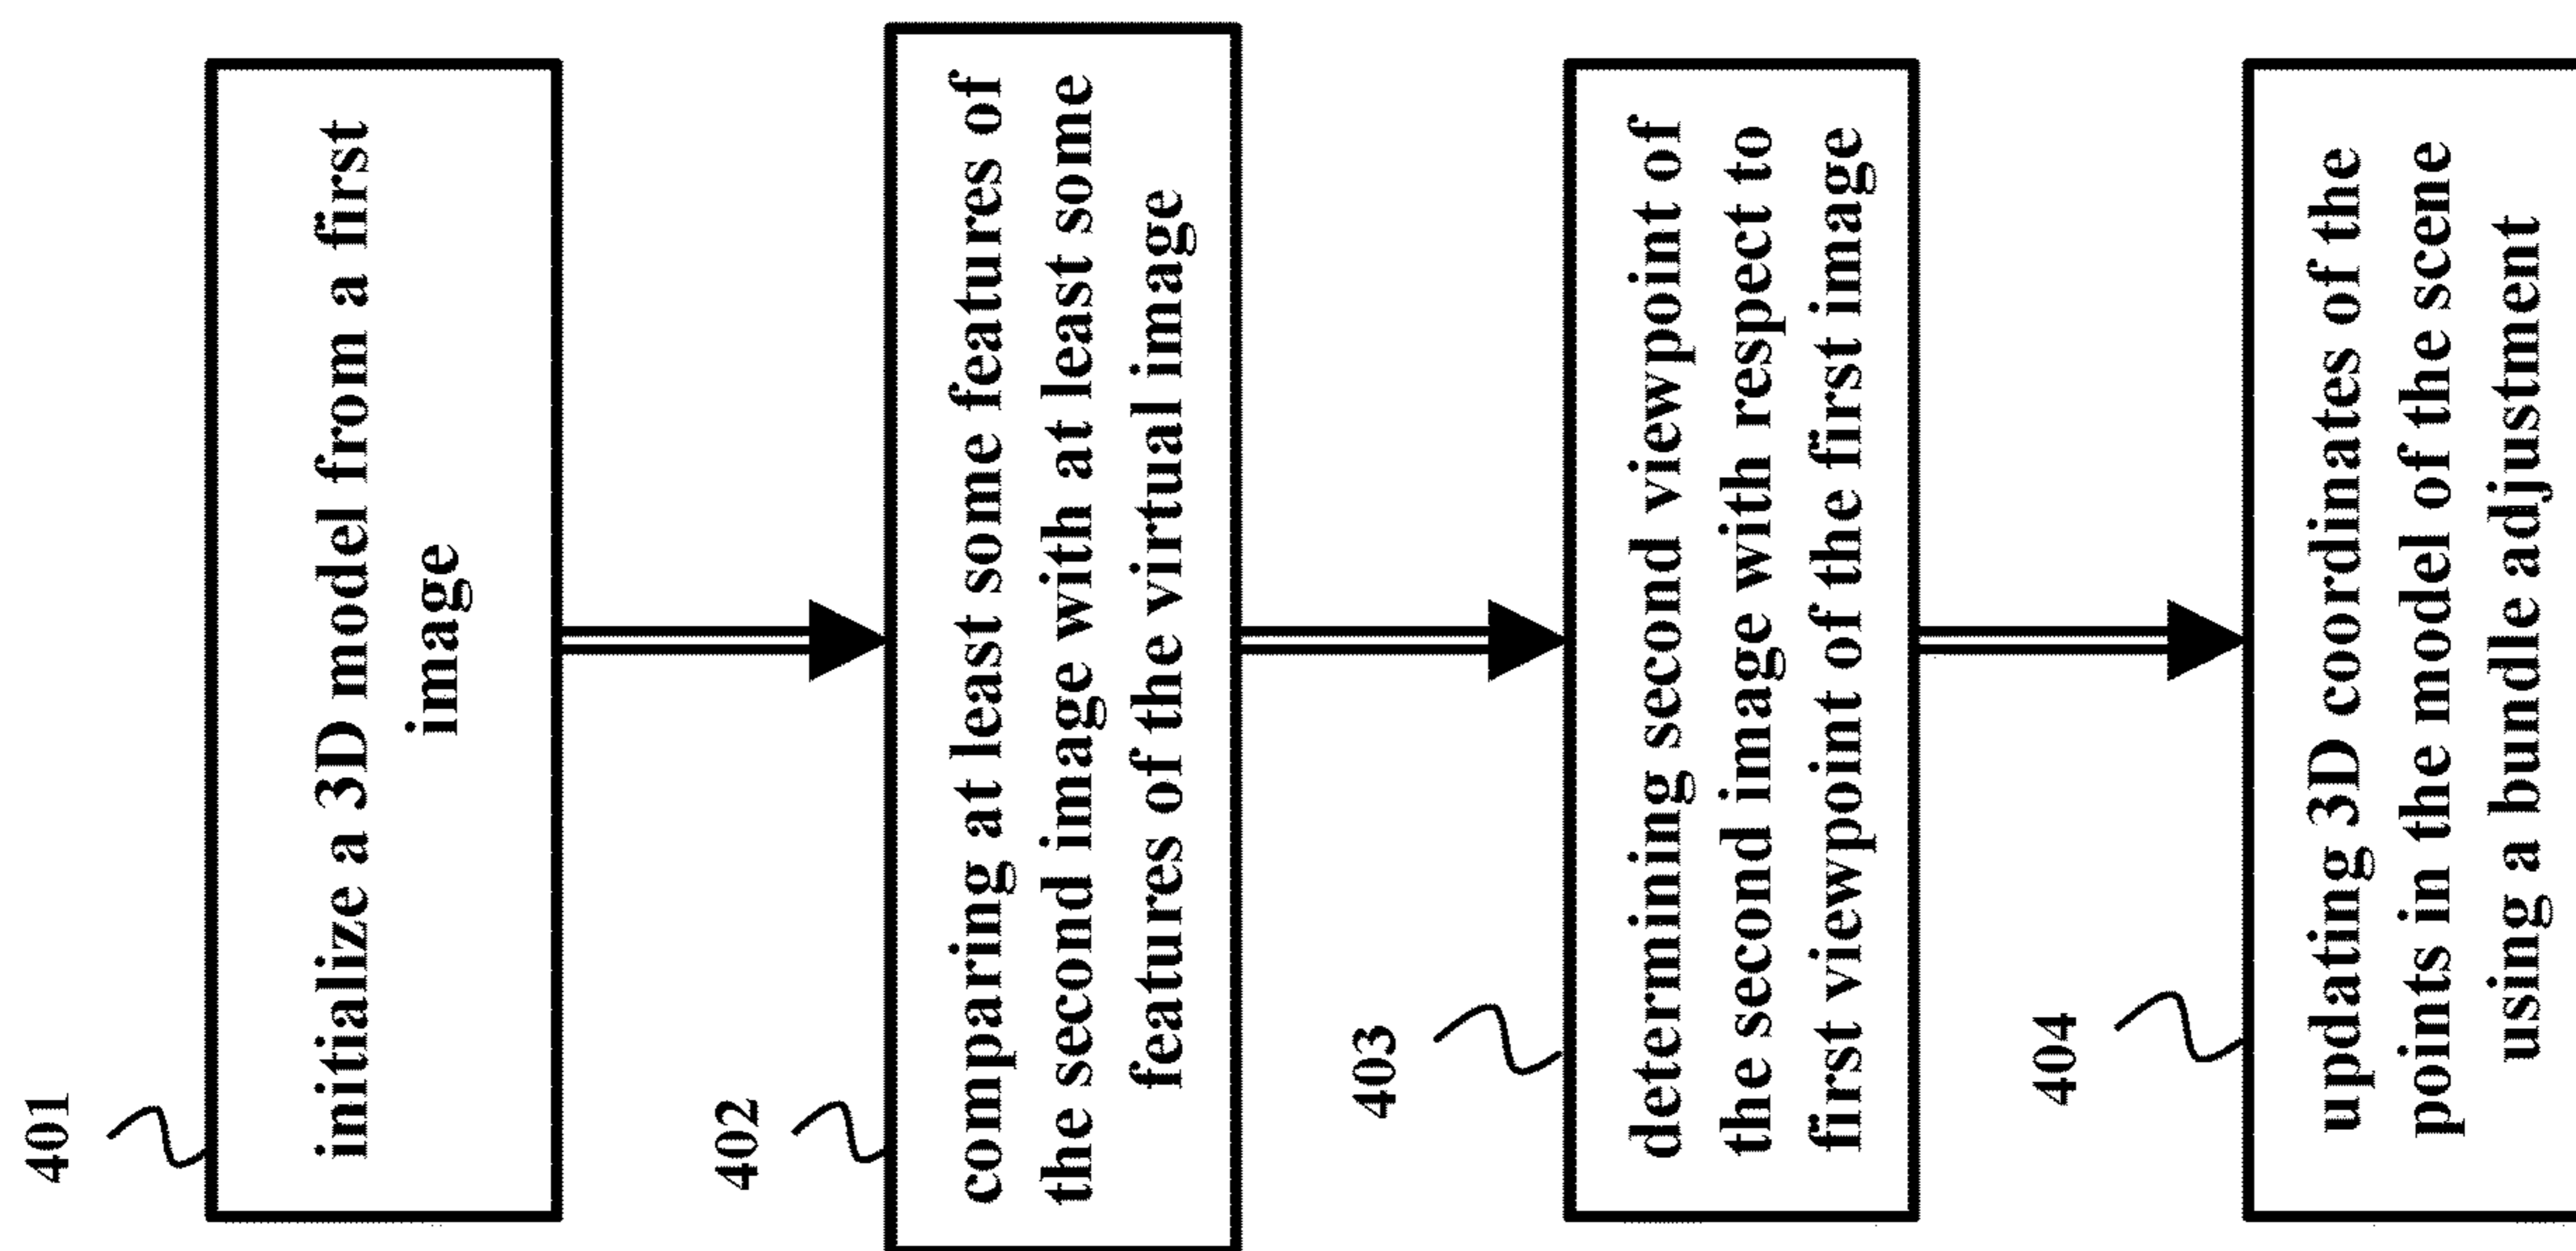 401
initialize a 3D model from a first
image
402
comparing at least some features of
the second image with at least some
features of the virtual image
403
determining second viewpoint of
the second image with respect to
first viewpoint of the first image
404
updating 3D coordinates of the
points in the model of the scene
using a bundle adjustment